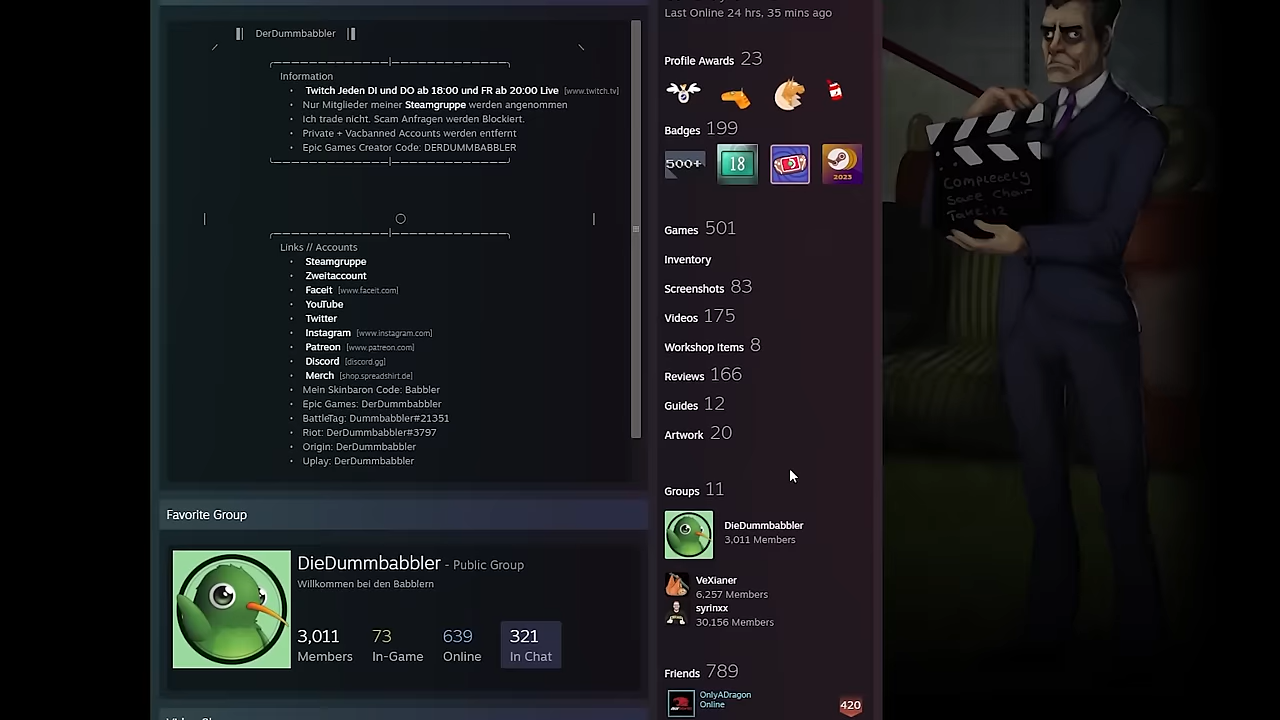 DerDummbabbler
Information
• Twitch Jeden DI und DO ab 18:00 und FR ab 20:00 Live [www.twitch.tv]
• Nur Mitglieder meiner Steamgruppe werden angenommen
• Ich trade nicht. Scam Anfragen werden Blockiert.
• Private + Vacbanned Accounts werden entfernt
• Epic Games Creator Code: DERDUMMBABBLER
Links // Accounts
• Steamgruppe
• Zweitaccount
• Faceit [www.faceit.com]
• YouTube
• Twitter
• Instagram [www.instagram.com]
• Patreon [www.patreon.com]
• Discord [discord.gg]
• Merch [shop.spreadshirt.de]
• Mein Skinbaron Code: Babbler
• Epic Games: DerDummbabbler
• BattleTag: Dummbabbler#21351
• Riot: DerDummbabbler#3797
• Origin: DerDummbabbler
• Uplay: DerDummbabbler
Favorite Group
DieDummbabbler - Public Group
Willkommen bei den Babblern
3,011 73 639 321
Members In-Game Online In Chat
Last Online 24 hrs, 35 mins ago
Profile Awards 23
Badges 199
500+ 18 2023
Games 501
Inventory
Screenshots 83
Videos 175
Workshop Items 8
Reviews 166
Guides 12
Artwork 20
Groups 11
DieDummbabbler
3,011 Members
VeXianer
6,257 Members
syrinxx
30,156 Members
Friends 789
OnlyADragon
Online
420
Completely
Safe Chair
Take:12